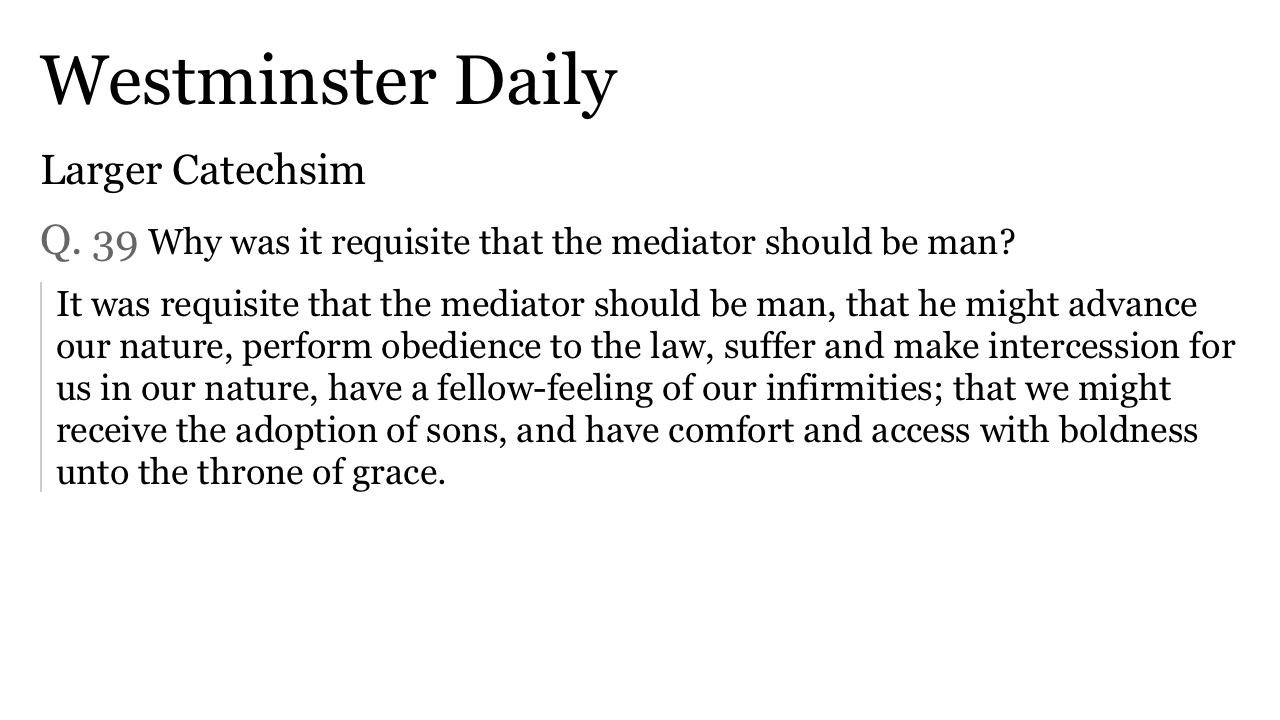 Westminster Daily
Larger Catechsim
Q. 39 Why was it requisite that the mediator should be man?
It was requisite that the mediator should be man, that he might advance
our nature, perform obedience to the law, suffer and make intercession for
us in our nature, have a fellow-feeling of our infirmities; that we might
receive the adoption of sons, and have comfort and access with boldness
unto the throne of grace.